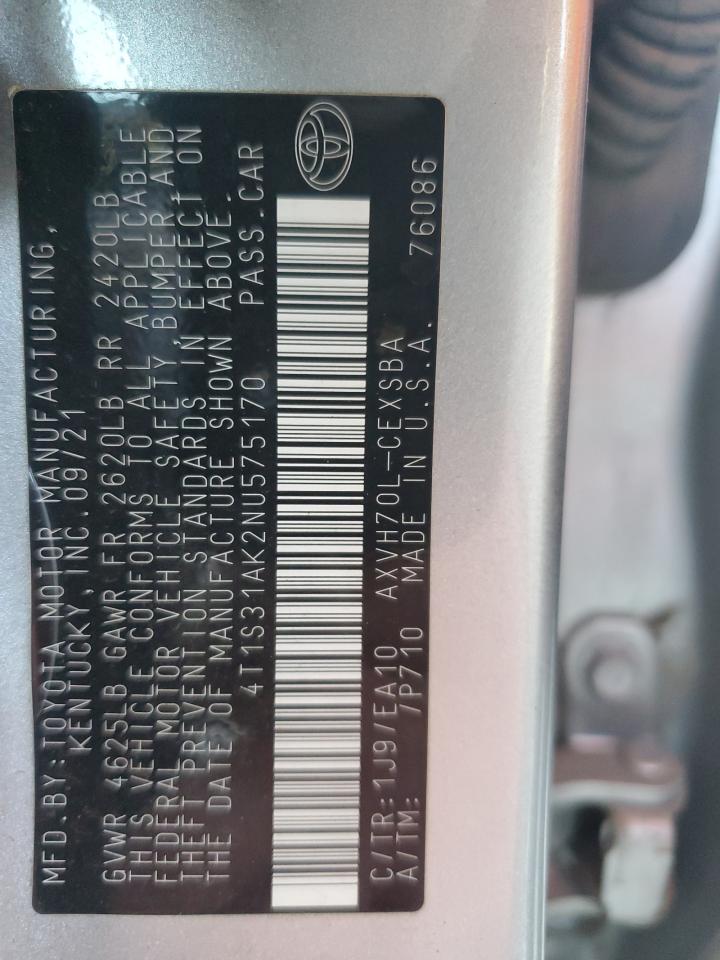 MFD.BY:TOYOTA MOTOR MANUFACTURING,
KENTUCKY, INC.09/21
GVWR 4625LB GAWR FR 2620LB RR 2420LB
THIS VEHICLE CONFORMS TO ALL APPLICABLE
FEDERAL MOTOR VEHICLE SAFETY,BUMPER,AND
THEFT PREVENTION STANDARDS IN EFFECT ON
THE DATE OF MANUFACTURE SHOWN ABOVE.
4T1S31AK2NU575170 PASS.CAR
C/TR:1J9/EA10 AXVH70L-CEXSBA 76086
A/TM: /P710 MADE IN U.S.A.